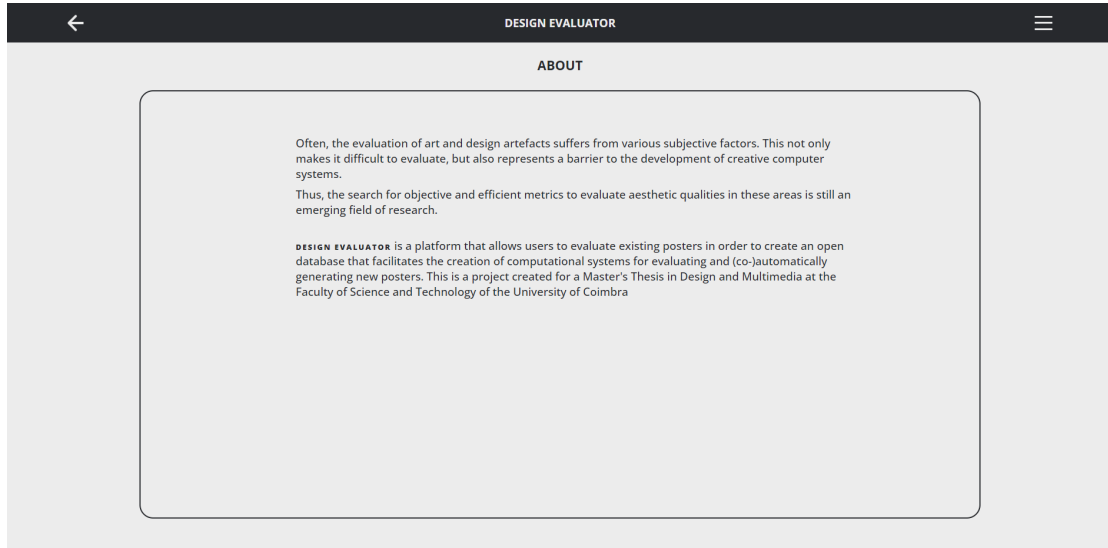 DESIGN EVALUATOR
ABOUT
Often, the evaluation of art and design artefacts suffers from various subjective factors. This not only
makes it difficult to evaluate, but also represents a barrier to the development of creative computer
systems.
Thus, the search for objective and efficient metrics to evaluate aesthetic qualities in these areas is still an
emerging field of research.
DESIGN EVALUATOR is a platform that allows users to evaluate existing posters in order to create an open
database that facilitates the creation of computational systems for evaluating and (co-)automatically
generating new posters. This is a project created for a Master's Thesis in Design and Multimedia at the
Faculty of Science and Technology of the University of Coimbra